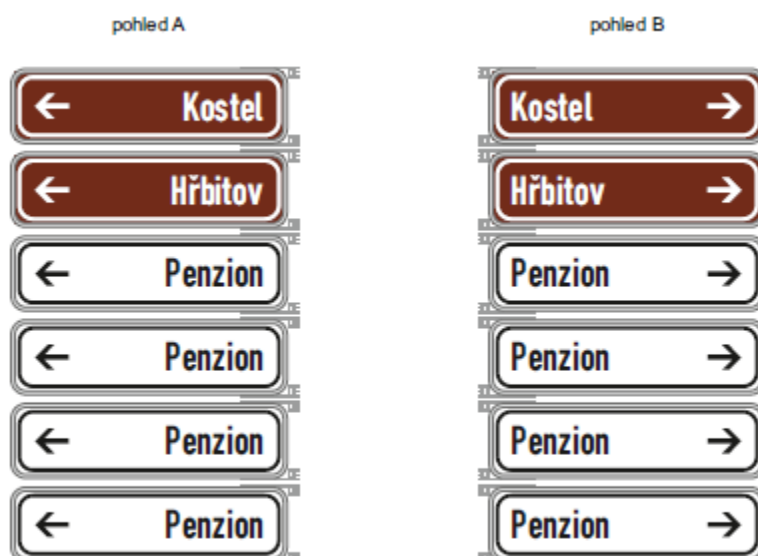 pohled A
← Kostel
← Hřbitov
← Penzion
← Penzion
← Penzion
← Penzion
pohled B
Kostel →
Hřbitov →
Penzion →
Penzion →
Penzion →
Penzion →